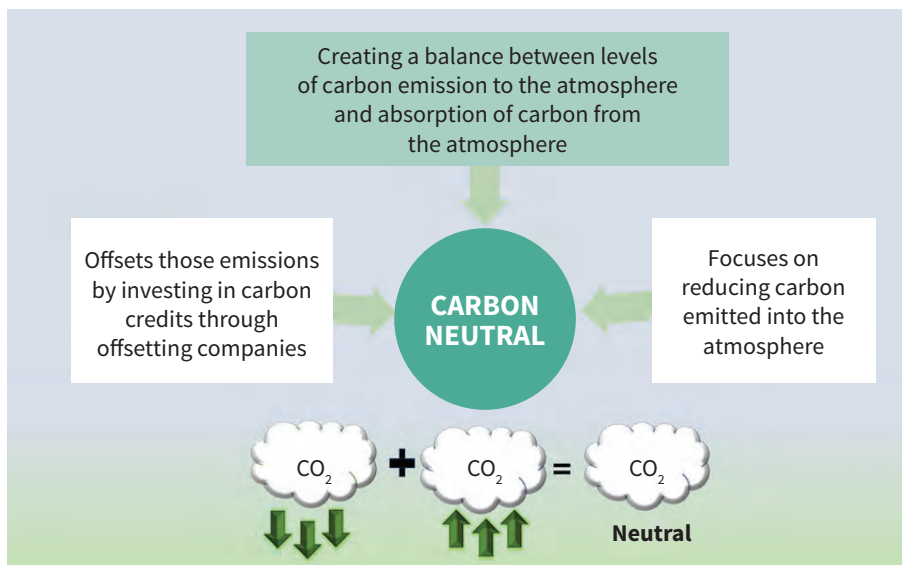 Creating a balance between levels
of carbon emission to the atmosphere
and absorption of carbon from
the atmosphere
Offsets those emissions
by investing in carbon
credits through
offsetting companies
CARBON
NEUTRAL
Focuses on
reducing carbon
emitted into the
atmosphere
CO₂ + CO₂ = CO₂
Neutral